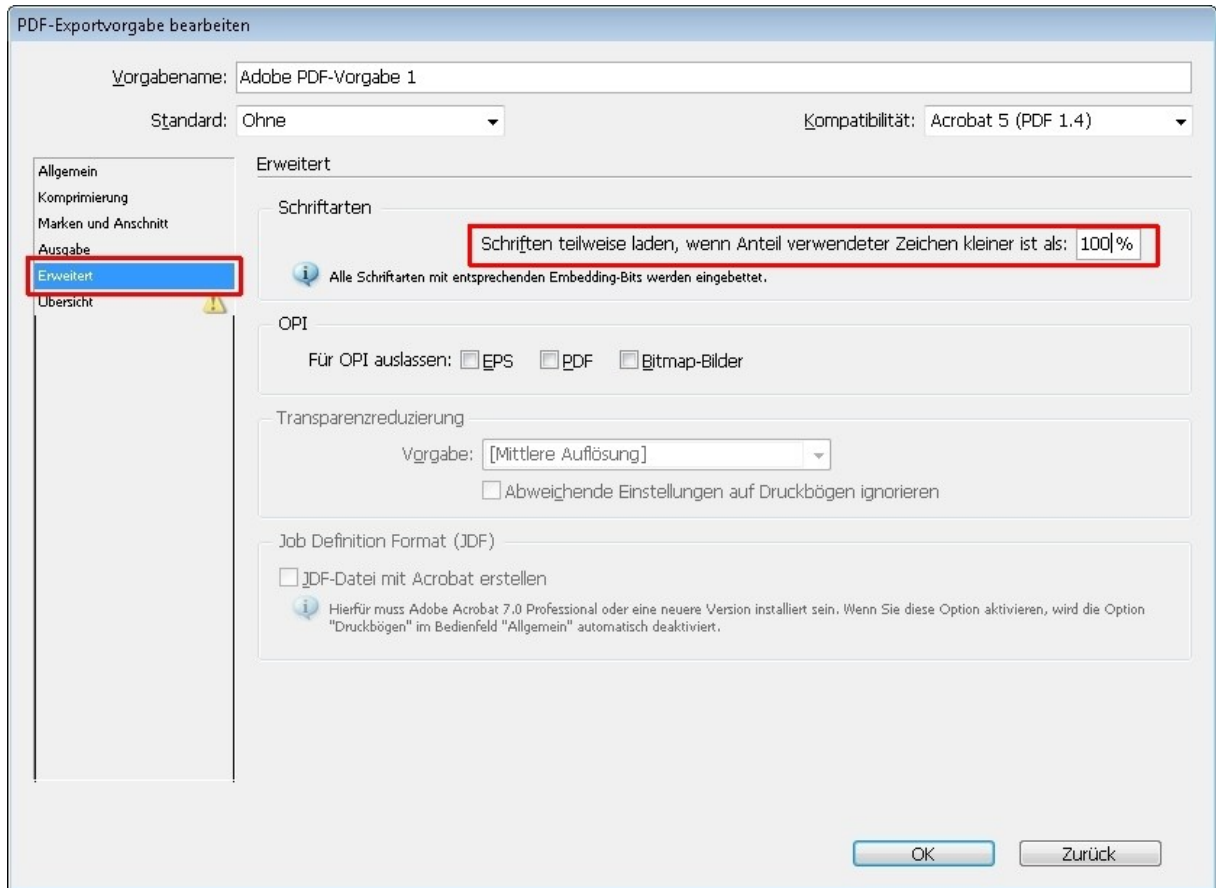 PDF-Exportvorgabe bearbeiten
Vorgabename: Adobe PDF-Vorgabe 1
Standard: Ohne Kompatibilität: Acrobat 5 (PDF 1.4)
Allgemein
Komprimierung
Marken und Anschnitt
Ausgabe
Erweitert
Übersicht
Erweitert
Schriftarten
Schriften teilweise laden, wenn Anteil verwendeter Zeichen kleiner ist als: 100%
Alle Schriftarten mit entsprechenden Embedding-Bits werden eingebettet.
OPI
Für OPI auslassen: EPS PDF Bitmap-Bilder
Transparenzreduzierung
Vorgabe: [Mittlere Auflösung]
Abweichende Einstellungen auf Druckbögen ignorieren
Job Definition Format (JDF)
JDF-Datei mit Acrobat erstellen
Hierfür muss Adobe Acrobat 7.0 Professional oder eine neuere Version installiert sein. Wenn Sie diese Option aktivieren, wird die Option
"Druckbögen" im Bedienfeld "Allgemein" automatisch deaktiviert.
OK Zurück